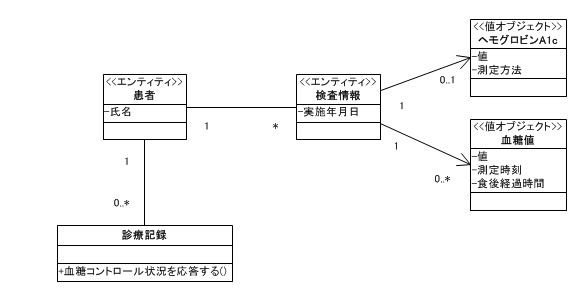 <<エンティティ>>
患者
-氏名
1
*
1
0..*
診療記録
+血糖コントロール状況を応答する()
<<エンティティ>>
検査情報
-実施年月日
1
0..1
1
0..*
<<値オブジェクト>>
ヘモグロビンA1c
-値
-測定方法
<<値オブジェクト>>
血糖値
-値
-測定時刻
-食後経過時間